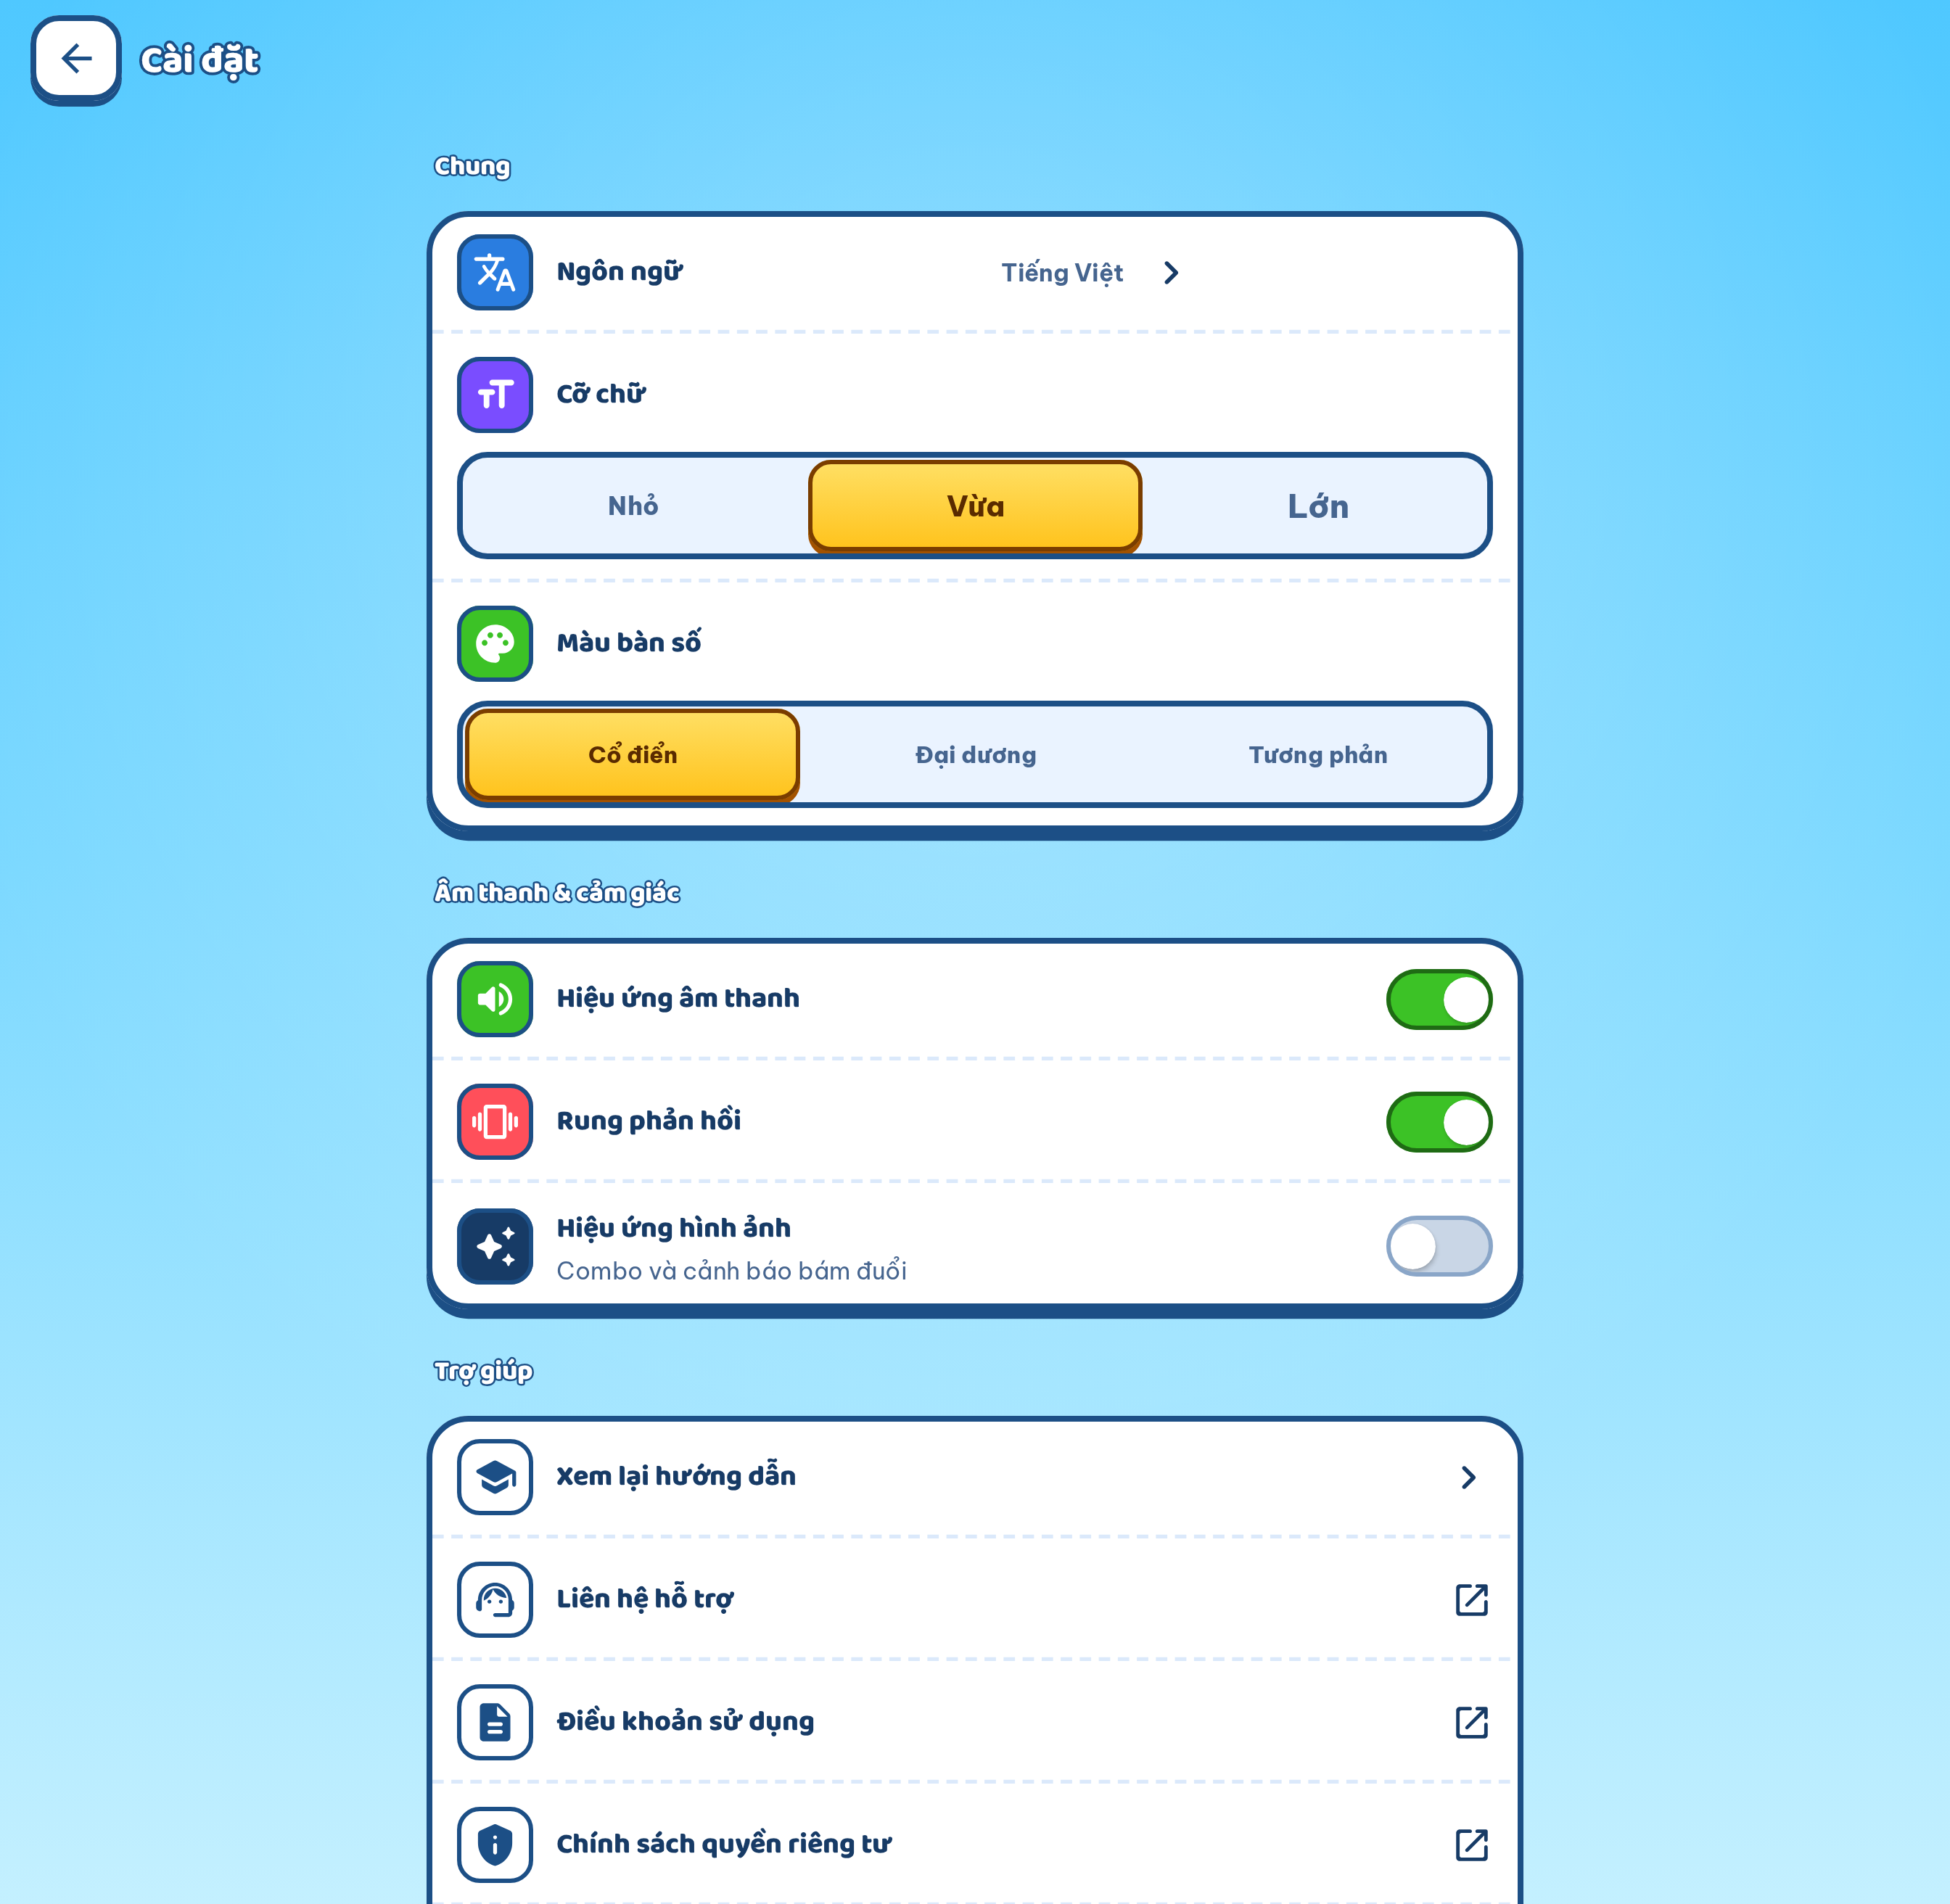 Cài đặt
Chung
Ngôn ngữ
Tiếng Việt
Cỡ chữ
Nhỏ
Vừa
Lớn
Màu bàn số
Cổ điển
Đại dương
Tương phản
Âm thanh & cảm giác
Hiệu ứng âm thanh
Rung phản hồi
Hiệu ứng hình ảnh
Combo và cảnh báo bám đuổi
Trợ giúp
Xem lại hướng dẫn
Liên hệ hỗ trợ
Điều khoản sử dụng
Chính sách quyền riêng tư